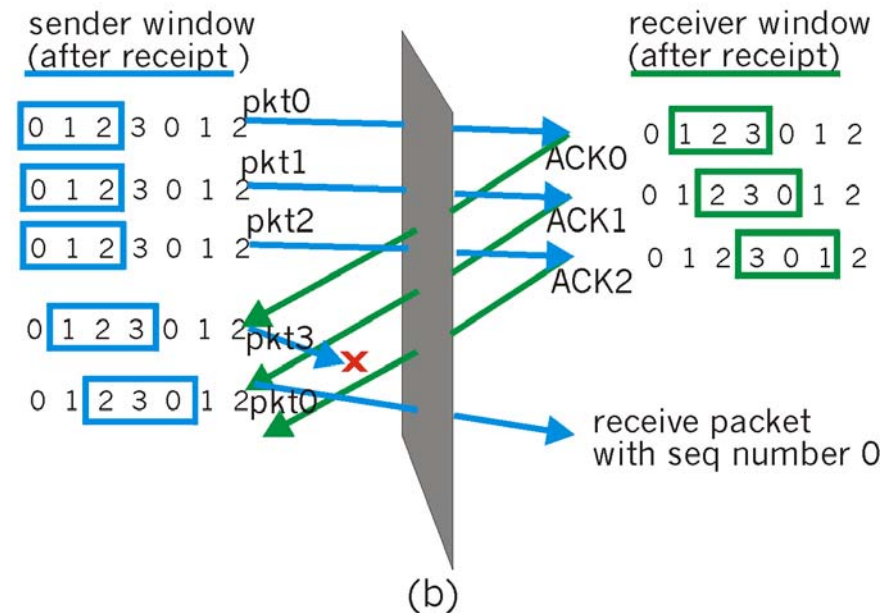 sender window
(after receipt )
receiver window
(after receipt)
0 1 2 3 0 1 2
pkt0
ACK0
0 1 2 3 0 1 2
0 1 2 3 0 1 2
pkt1
ACK1
0 1 2 3 0 1 2
0 1 2 3 0 1 2
pkt2
ACK2
0 1 2 3 0 1 2
0 1 2 3 0 1 2
pkt3
x
0 1 2 3 0 1 2
pkt0
receive packet
with seq number 0
(b)